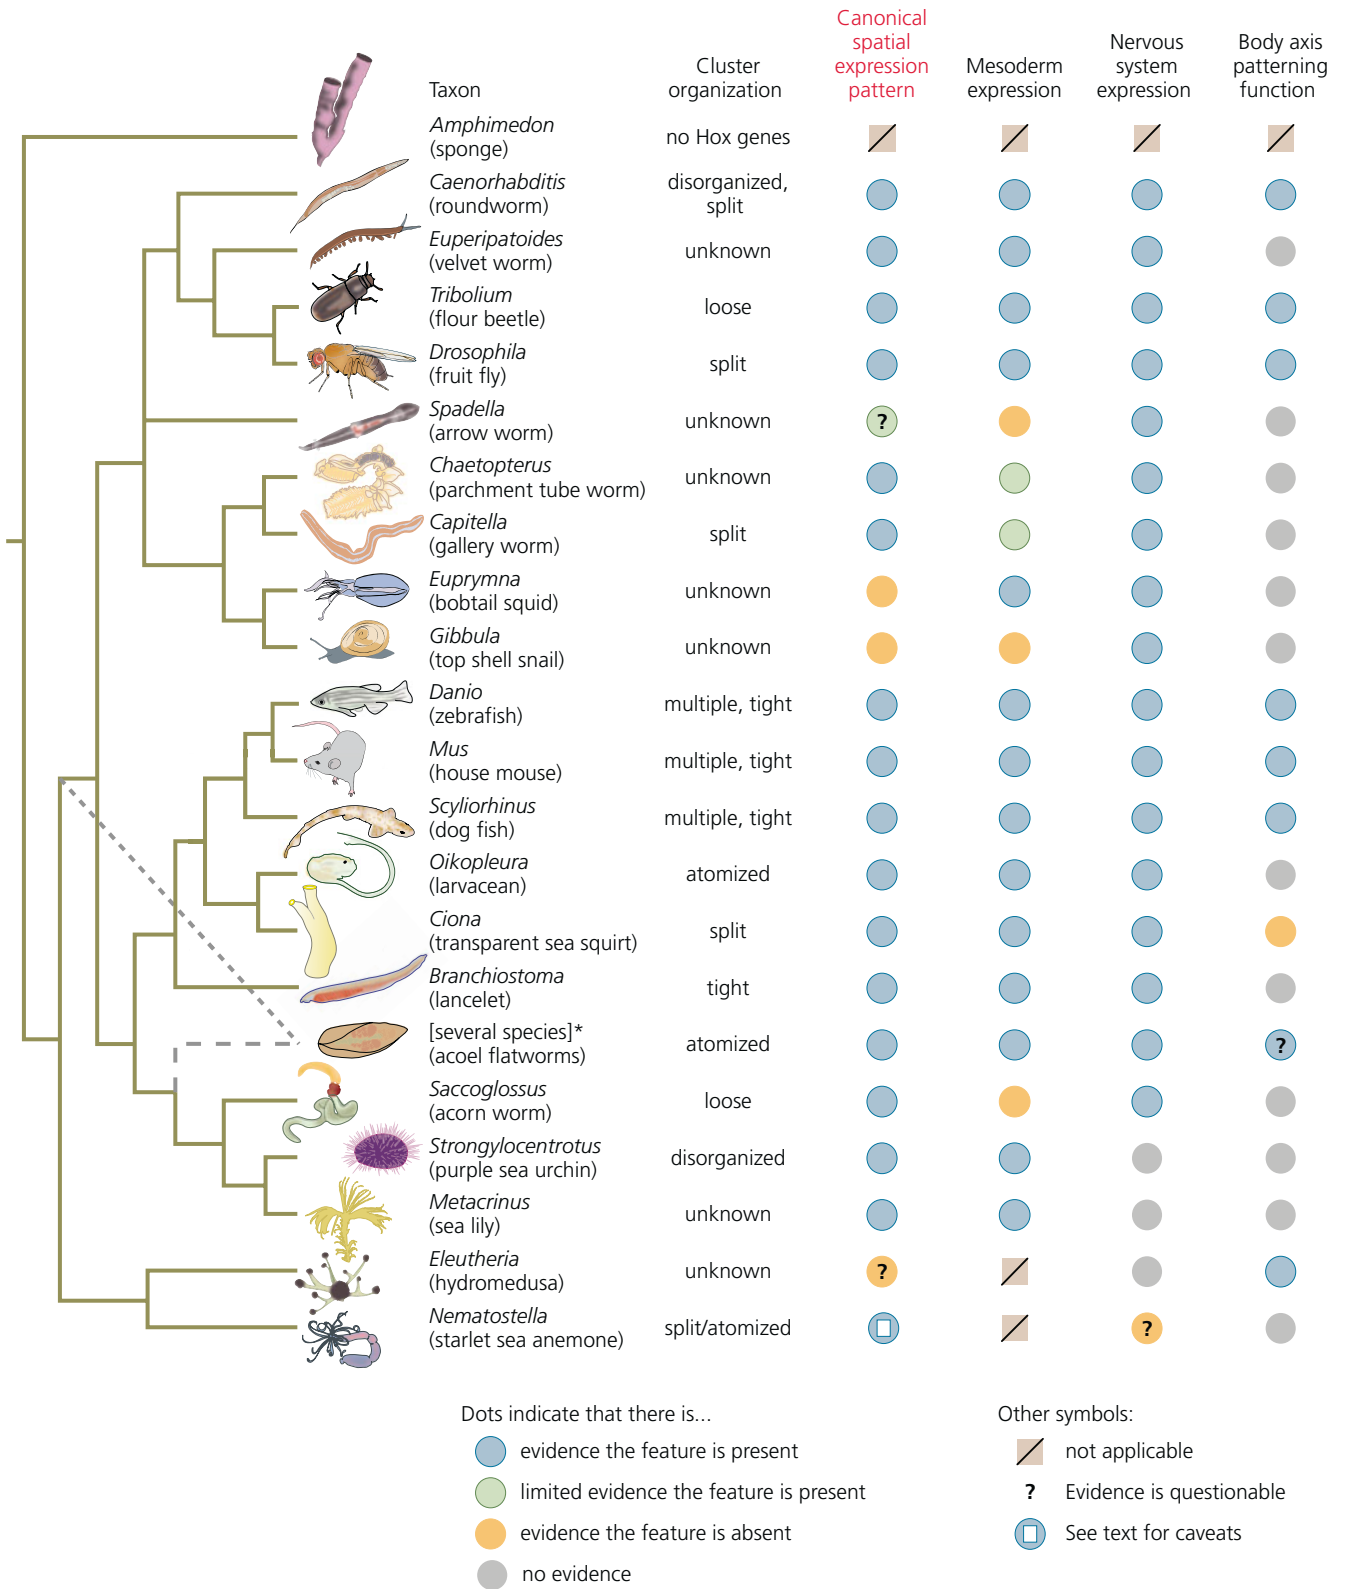 Canonical
spatial
expression
pattern
Nervous
system
expression
Body axis
patterning
function
Cluster
organization
Mesoderm
expression
Taxon
Amphimedon
(sponge)
no Hox genes
Caenorhabditis
(roundworm)
disorganized,
split
Euperipatoides
(velvet worm)
unknown
Tribolium
(flour beetle)
loose
Drosophila
(fruit fly)
split
Spadella
(arrow worm)
unknown
?
Chaetopterus
(parchment tube worm)
unknown
Capitella
(gallery worm)
split
Euprymna
(bobtail squid)
unknown
Gibbula
(top shell snail)
unknown
Danio
(zebrafish)
multiple, tight
Mus
(house mouse)
multiple, tight
Scyliorhinus
(dog fish)
multiple, tight
Oikopleura
(larvacean)
atomized
Ciona
(transparent sea squirt)
split
Branchiostoma
(lancelet)
tight
[several species]*
(acoel flatworms)
atomized
?
Saccoglossus
(acorn worm)
loose
Strongylocentrotus
(purple sea urchin)
disorganized
Metacrinus
(sea lily)
unknown
Eleutheria
(hydromedusa)
unknown
?
Nematostella
(starlet sea anemone)
split/atomized
?
Dots indicate that there is...
evidence the feature is present
limited evidence the feature is present
evidence the feature is absent
no evidence
Other symbols:
not applicable
? Evidence is questionable
See text for caveats